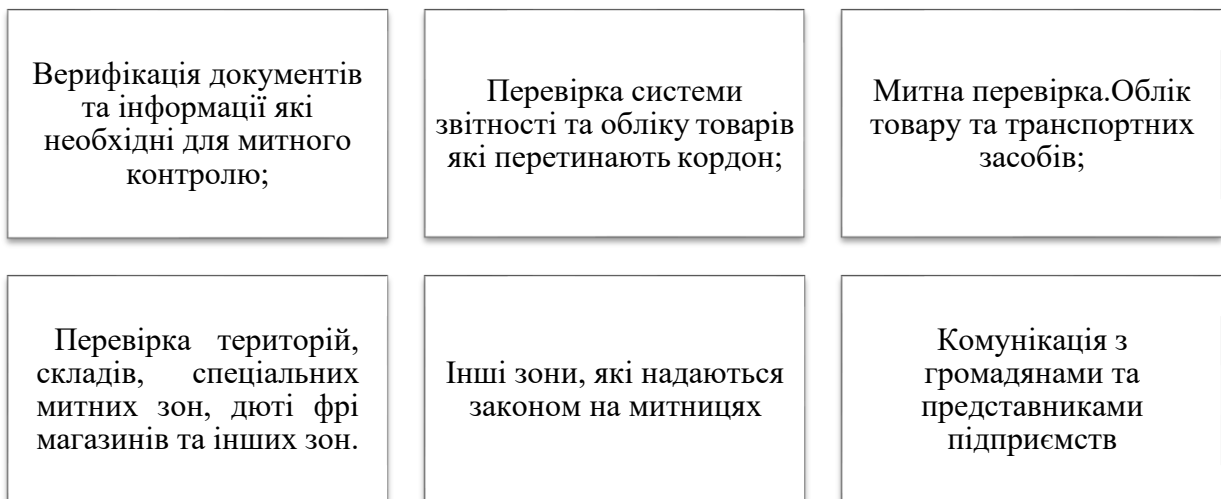 Верифікація документів
та інформації які
необхідні для митного
контролю;
Перевірка системи
звітності та обліку товарів
які перетинають кордон;
Митна перевірка.Облік
товару та транспортних
засобів;
Перевірка територій,
складів, спеціальних
митних зон, дюті фрі
магазинів та інших зон.
Інші зони, які надаються
законом на митницях
Комунікація з
громадянами та
представниками
підприємств